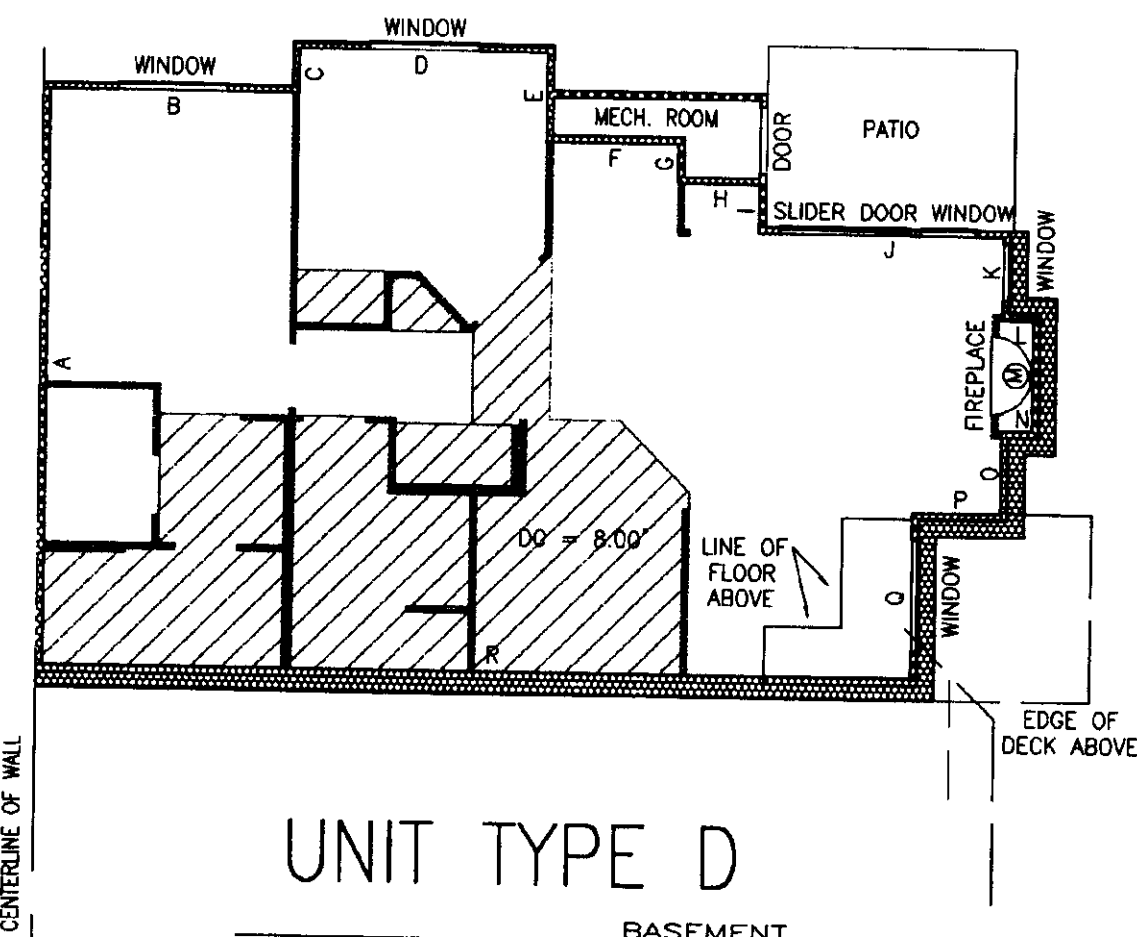 WINDOW
WINDOW
B
C
D
E
MECH. ROOM
DOOR
PATIO
F
G
H
I
SLIDER DOOR WINDOW
J
K
WINDOW
A
FIREPLACE
M
N
O
P
DO = 8.00'
LINE OF
FLOOR
ABOVE
Q
WINDOW
R
EDGE OF
DECK ABOVE
CENTERLINE OF WALL
UNIT TYPE D
BASEMENT